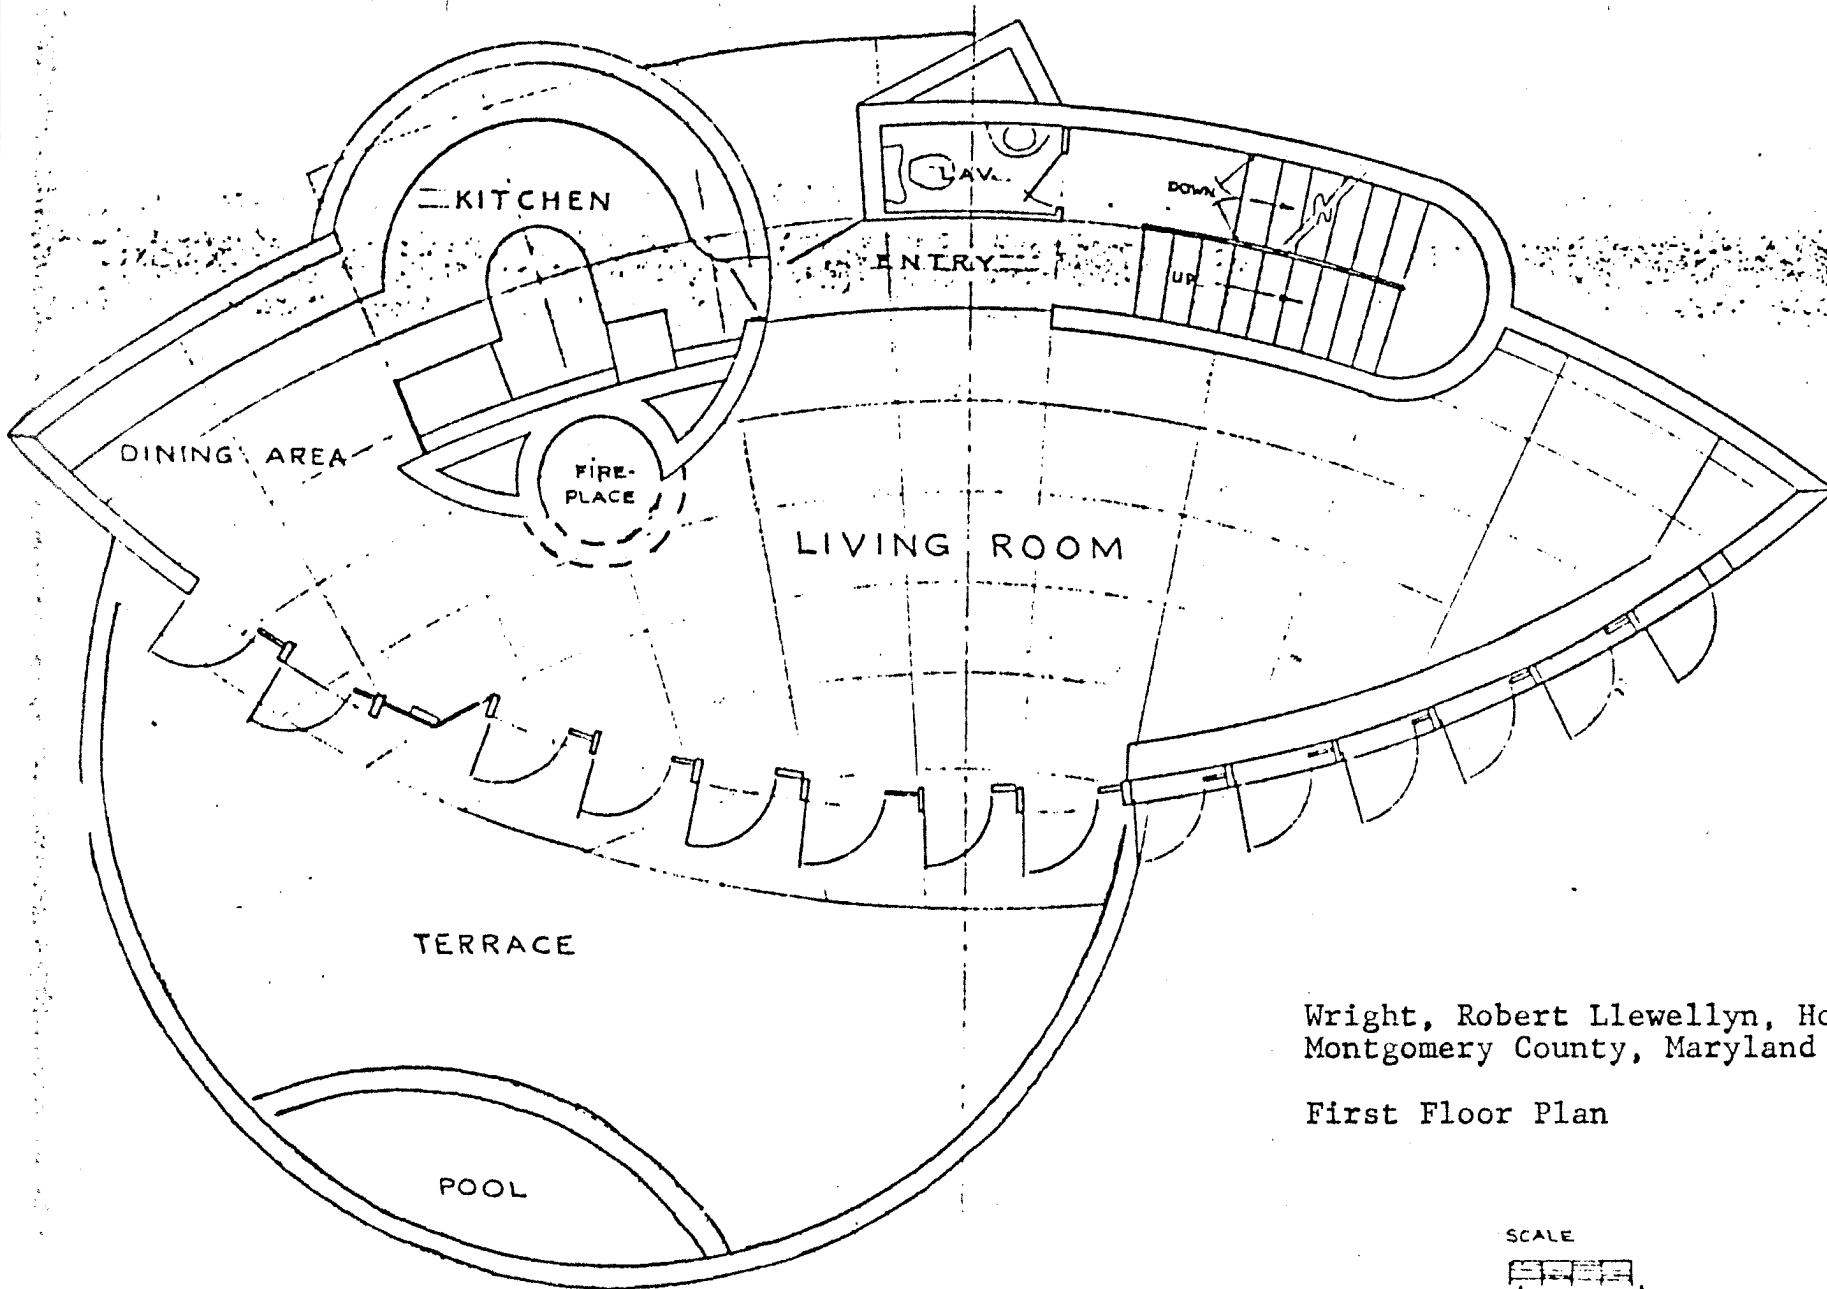 KITCHEN
LAV.
DOWN
ENTRY
UP
DINING AREA
FIRE-
PLACE
LIVING ROOM
TERRACE
POOL
Wright, Robert Llewellyn, Ho
Montgomery County, Maryland
First Floor Plan
SCALE